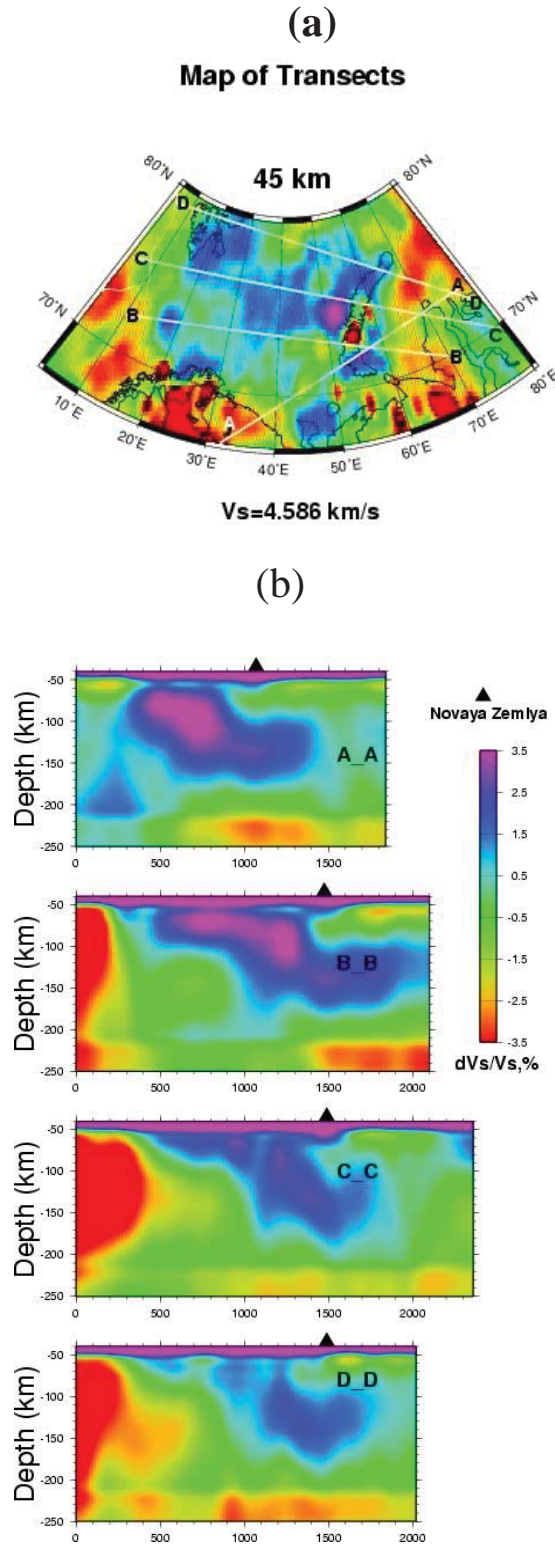 (a)
Map of Transects
45 km
80°N
80°N
D
C
A
D
70°N
70°N
B
C
B
80°E
A
10°E
20°E
30°E
40°E
50°E
60°E
70°E
Vs=4.586 km/s
(b)
Depth (km)
-50
-100
-150
-200
-250
A_A
0
500
1000
1500
Novaya Zemlya
3.5
2.5
1.5
0.5
-0.5
-1.5
-2.5
-3.5
dVs/Vs,%
Depth (km)
-50
-100
-150
-200
-250
B_B
0
500
1000
1500
2000
Depth (km)
-50
-100
-150
-200
-250
C_C
0
500
1000
1500
2000
Depth (km)
-50
-100
-150
-200
-250
D_D
0
500
1000
1500
2000